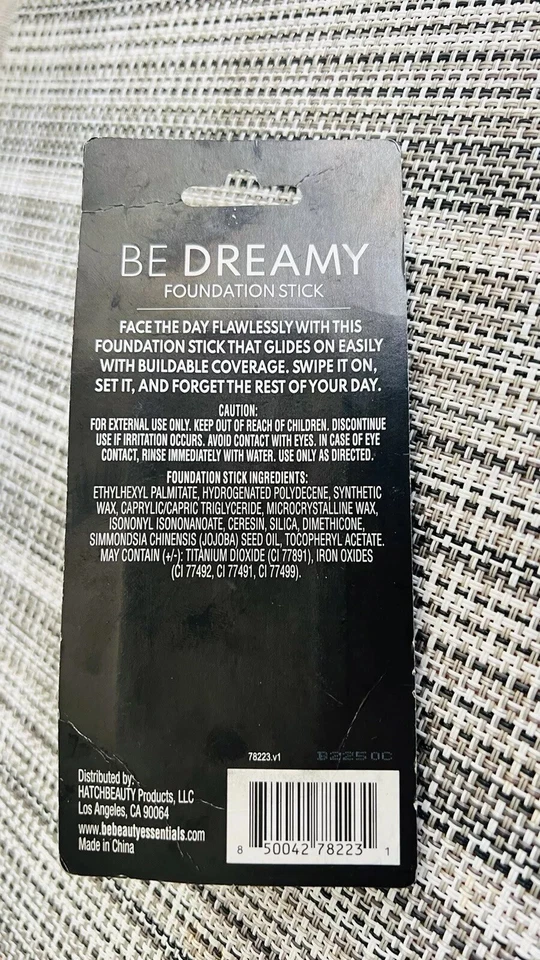 BE DREAMY
FOUNDATION STICK
FACE THE DAY FLAWLESSLY WITH THIS
FOUNDATION STICK THAT GLIDES ON EASILY
WITH BUILDABLE COVERAGE. SWIPE IT ON,
SET IT, AND FORGET THE REST OF YOUR DAY.
CAUTION:
FOR EXTERNAL USE ONLY. KEEP OUT OF REACH OF CHILDREN. DISCONTINUE
USE IF IRRITATION OCCURS. AVOID CONTACT WITH EYES. IN CASE OF EYE
CONTACT, RINSE IMMEDIATELY WITH WATER. USE ONLY AS DIRECTED.
FOUNDATION STICK INGREDIENTS:
ETHYLHEXYL PALMITATE, HYDROGENATED POLYDECENE, SYNTHETIC
WAX, CAPRYLIC/CAPRIC TRIGLYCERIDE, MICROCRYSTALLINE WAX,
ISONONYL ISONONANOATE, CERESIN, SILICA, DIMETHICONE,
SIMMONDSIA CHINENSIS (JOJOBA) SEED OIL, TOCOPHERYL ACETATE.
MAY CONTAIN (+/-): TITANIUM DIOXIDE (CI 77891), IRON OXIDES
(CI 77492, CI 77491, CI 77499).
78223.v1 B2250C
Distributed by:
HATCHBEAUTY Products, LLC
Los Angeles, CA 90064
www.bebeautyessentials.com
Made in China
8 50042 78223 1